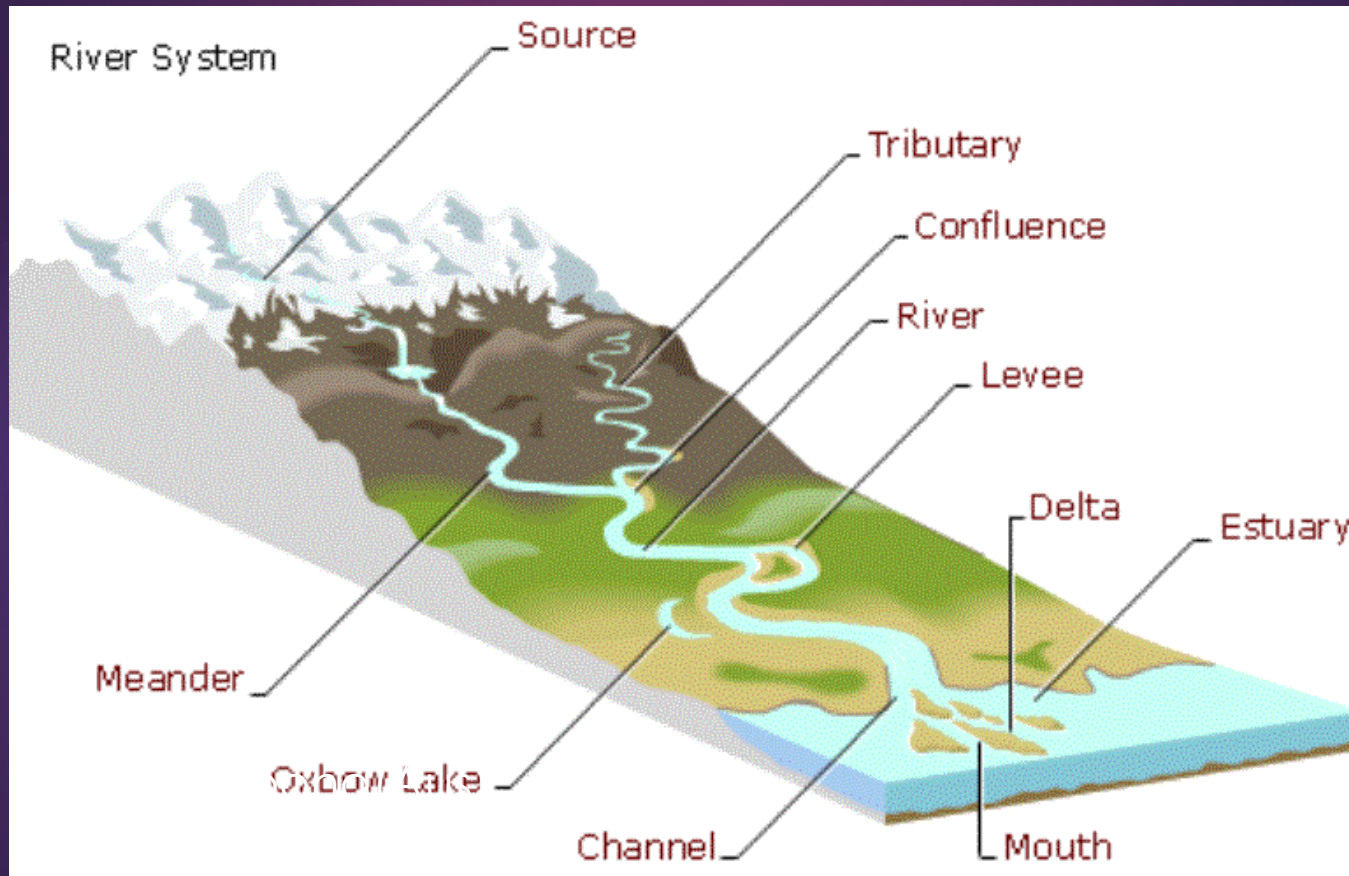 River System
Source
Tributary
Confluence
River
Levee
Delta
Estuary
Meander
Oxbow Lake
Channel
Mouth